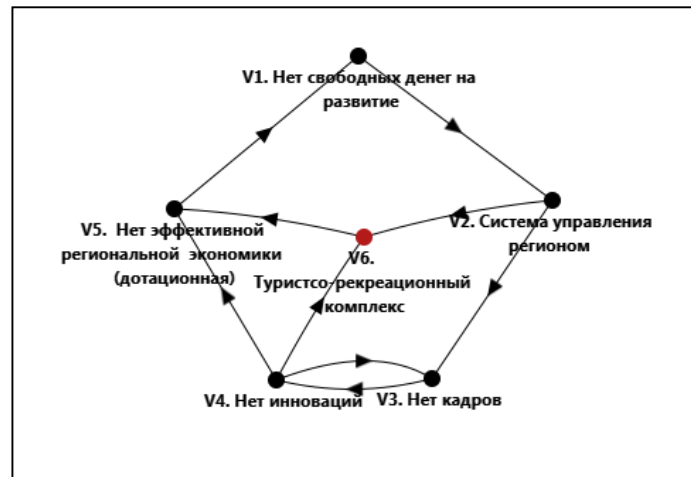 V1. Нет свободных денег на
развитие
V2. Система управления
регионом
V5. Нет эффективной
региональной экономики
(дотационная)
V6.
Туристсо-рекреационный
комплекс
V4. Нет инноваций
V3. Нет кадров